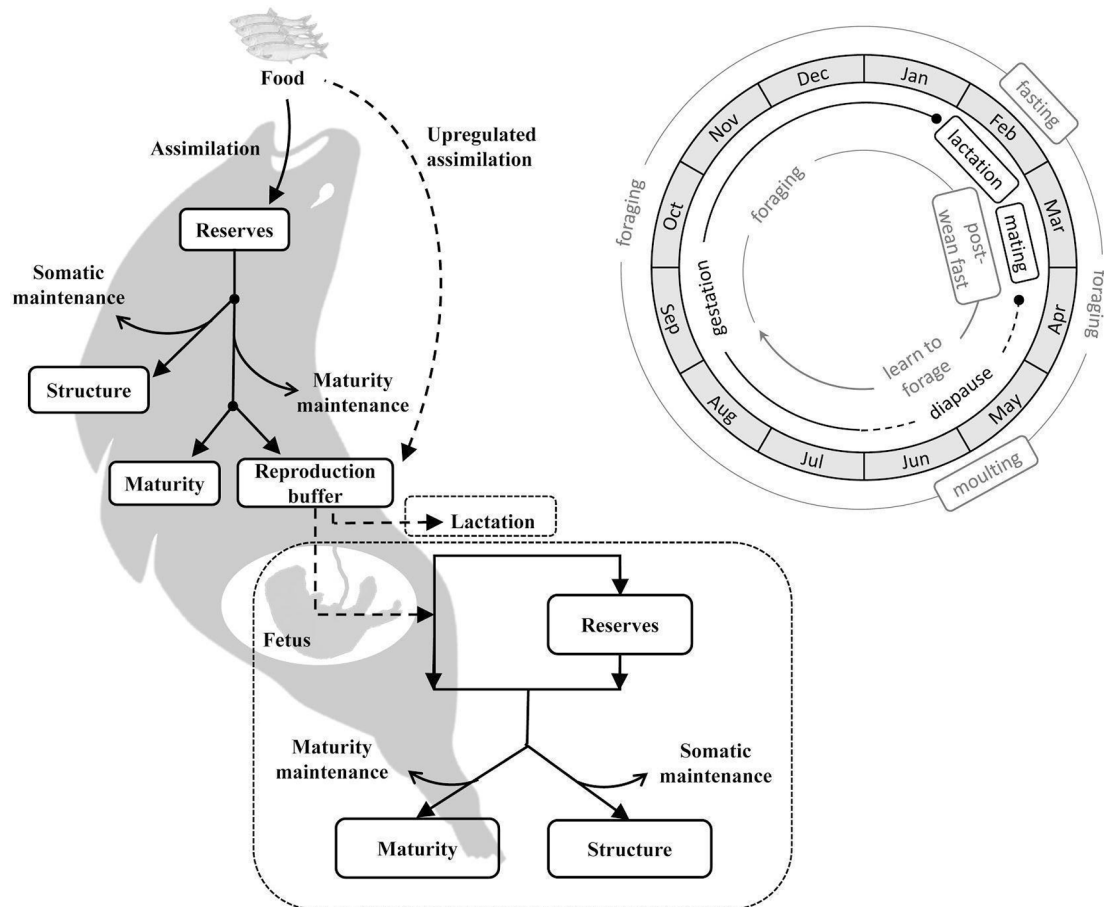 Food
Assimilation
Upregulated
assimilation
Reserves
Somatic
maintenance
Structure
Maturity
maintenance
Maturity
Reproduction
buffer
Lactation
Fetus
Reserves
Maturity
maintenance
Somatic
maintenance
Maturity
Structure
Jan
Feb
Mar
Apr
May
Jun
Jul
Aug
Sep
Oct
Nov
Dec
fasting
foraging
moulting
foraging
lactation
mating
diapause
gestation
foraging
post-
wean fast
learn to
forage